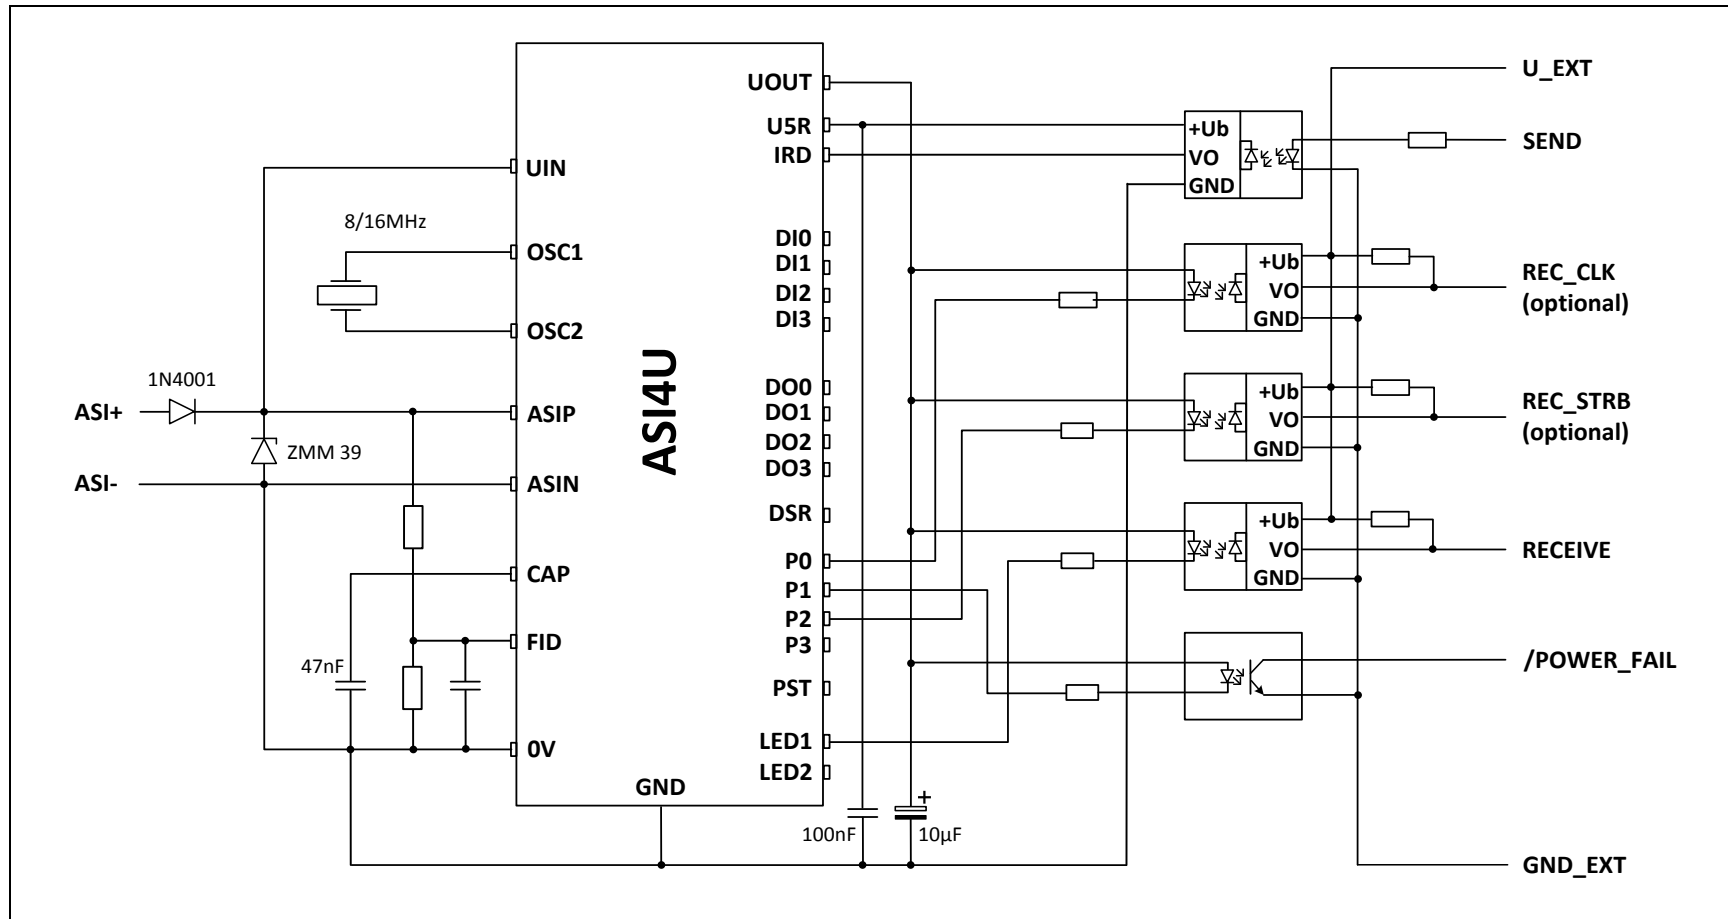 UOUT
U_EXT
U5R
+Ub
SEND
IRD
VO
UIN
GND
8/16MHz
DI0
OSC1
DI1
+Ub
REC_CLK
DI2
VO
(optional)
DI3
GND
OSC2
ASI4U
1N4001
DO0
+Ub
REC_STRB
ASI+
ASIP
DO1
VO
(optional)
ZMM 39
DO2
GND
DO3
ASI-
ASIN
DSR
+Ub
P0
VO
RECEIVE
CAP
P1
GND
P2
FID
P3
47nF
/POWER_FAIL
PST
0V
LED1
LED2
GND
+
100nF
10µF
GND_EXT